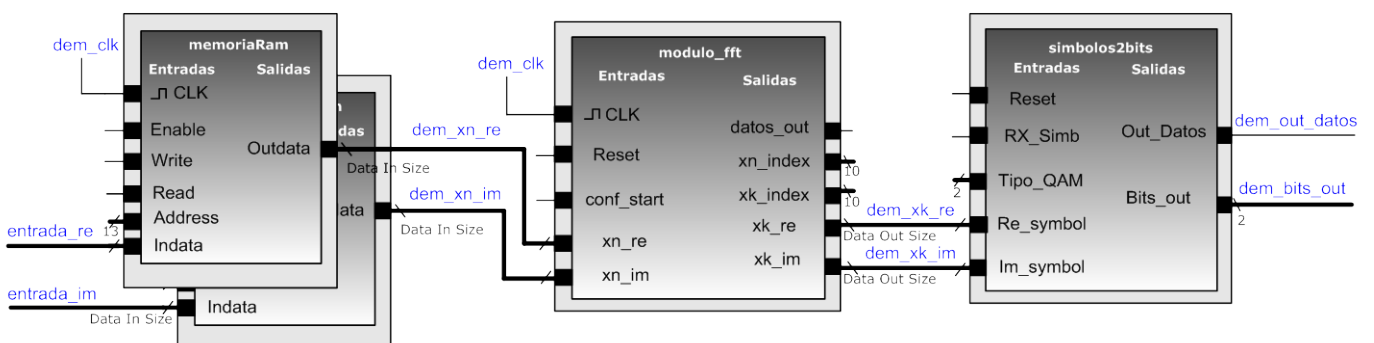 dem_clk
memoriaRam
Entradas Salidas
CLK
Enable
Write
Read
Address
Indata
Outdata
13
entrada_re
entrada_im
Data In Size
Indata
das
data
dem_xn_re
Data In Size
dem_xn_im
Data In Size
dem_clk
modulo_fft
Entradas Salidas
CLK
Reset
conf_start
xn_re
xn_im
datos_out
xn_index
xk_index
xk_re
xk_im
10
10
dem_xk_re
Data Out Size
dem_xk_im
Data Out Size
simbolos2bits
Entradas Salidas
Reset
RX_Simb
Tipo_QAM
Re_symbol
Im_symbol
2
Out_Datos
Bits_out
dem_out_datos
dem_bits_out
2